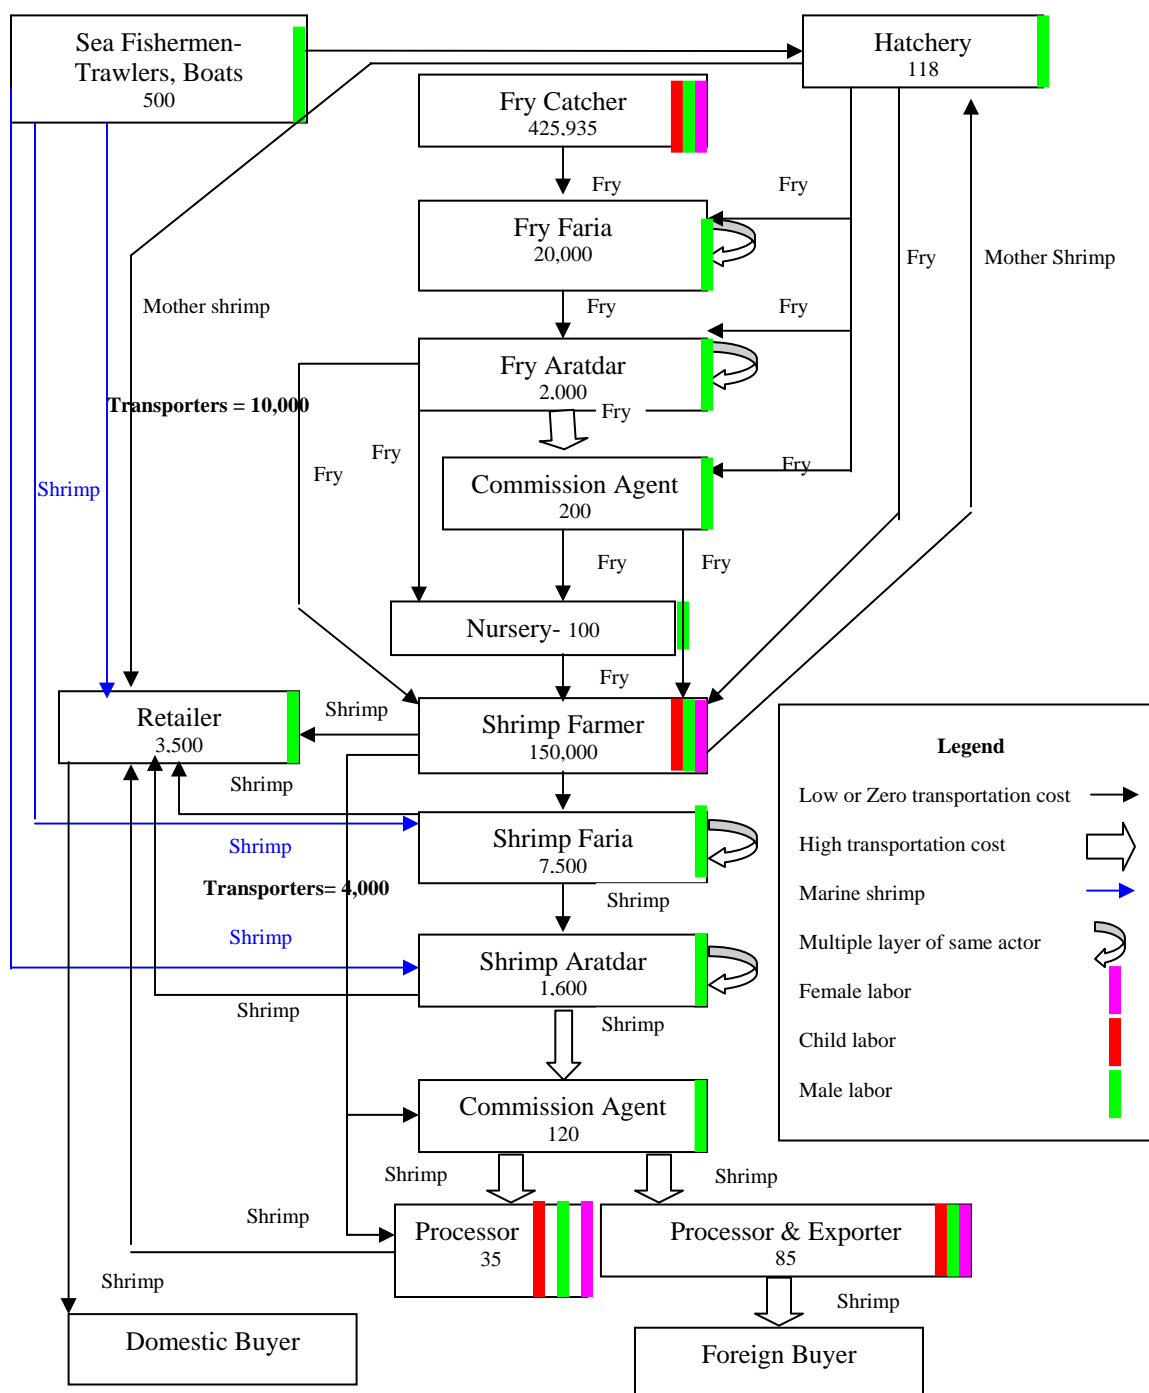 Sea Fishermen-
Trawlers, Boats
500
Hatchery
118
Fry Catcher
425,935
Fry
Fry
Fry Faria
20,000
Fry
Mother Shrimp
Mother shrimp
Fry
Fry
Fry Aratdar
2,000
Transporters = 10,000
Fry
Fry
Fry
Fry
Shrimp
Commission Agent
200
Fry
Fry
Nursery- 100
Fry
Retailer
3,500
Shrimp
Shrimp Farmer
150,000
Shrimp
Shrimp
Shrimp Faria
7,500
Transporters= 4,000
Shrimp
Shrimp
Shrimp Aratdar
1,600
Shrimp
Shrimp
Commission Agent
120
Shrimp
Shrimp
Shrimp
Processor
35
Processor & Exporter
85
Shrimp
Shrimp
Domestic Buyer
Foreign Buyer
Legend
Low or Zero transportation cost
High transportation cost
Marine shrimp
Multiple layer of same actor
Female labor
Child labor
Male labor